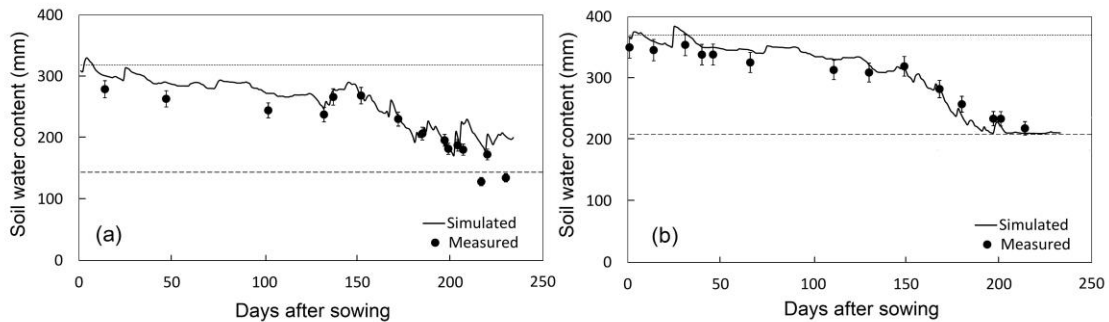 Soil water content (mm)
400
300
200
100
0
(a)
Simulated
Measured
0 50 100 150 200 250
Days after sowing
Soil water content (mm)
400
300
200
100
0
(b)
Simulated
Measured
0 50 100 150 200 250
Days after sowing